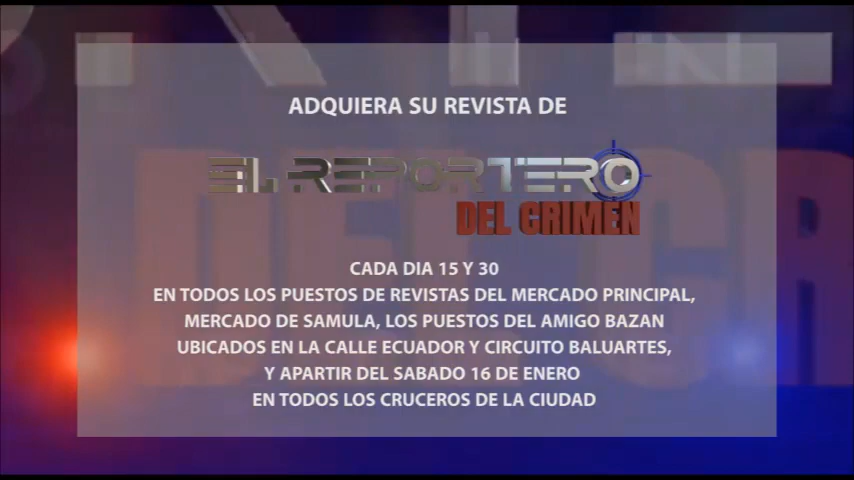 ADQUIERA SU REVISTA DE
EL REPORTERO
DEL CRIMEN
CADA DIA 15 Y 30
EN TODOS LOS PUESTOS DE REVISTAS DEL MERCADO PRINCIPAL,
MERCADO DE SAMULA, LOS PUESTOS DEL AMIGO BAZAN
UBICADOS EN LA CALLE ECUADOR Y CIRCUITO BALUARTES,
Y APARTIR DEL SABADO 16 DE ENERO
EN TODOS LOS CRUCEROS DE LA CIUDAD